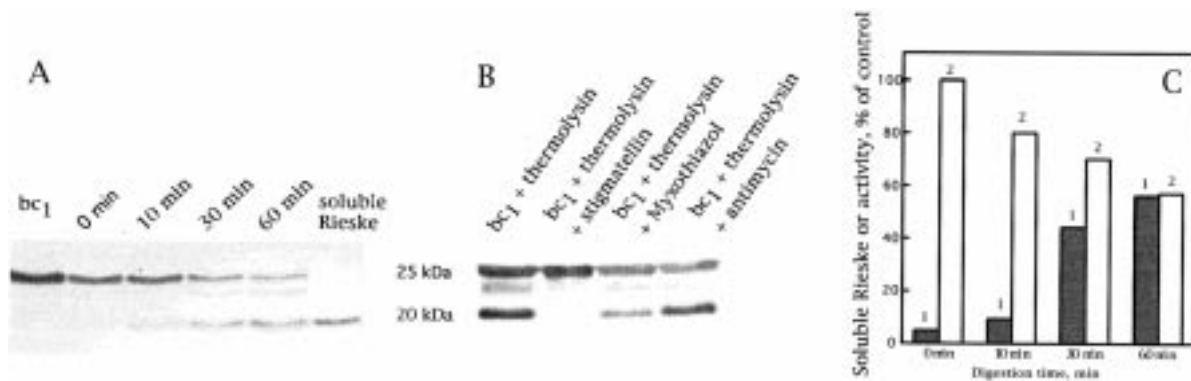 A
bc1
0 min
10 min
30 min
60 min
soluble
Rieske
B
bc1 + thermolysin
bc1 + thermolysin
+ stigmatellin
bc1 + thermolysin
+ Myxothiazol
bc1 + thermolysin
+ antimycin
25 kDa
20 kDa
C
Soluble Rieske or activity, % of control
100
80
60
40
20
0
1
2
1
2
1
2
1
2
0min
10 min
30 min
60 min
Digestion time, min